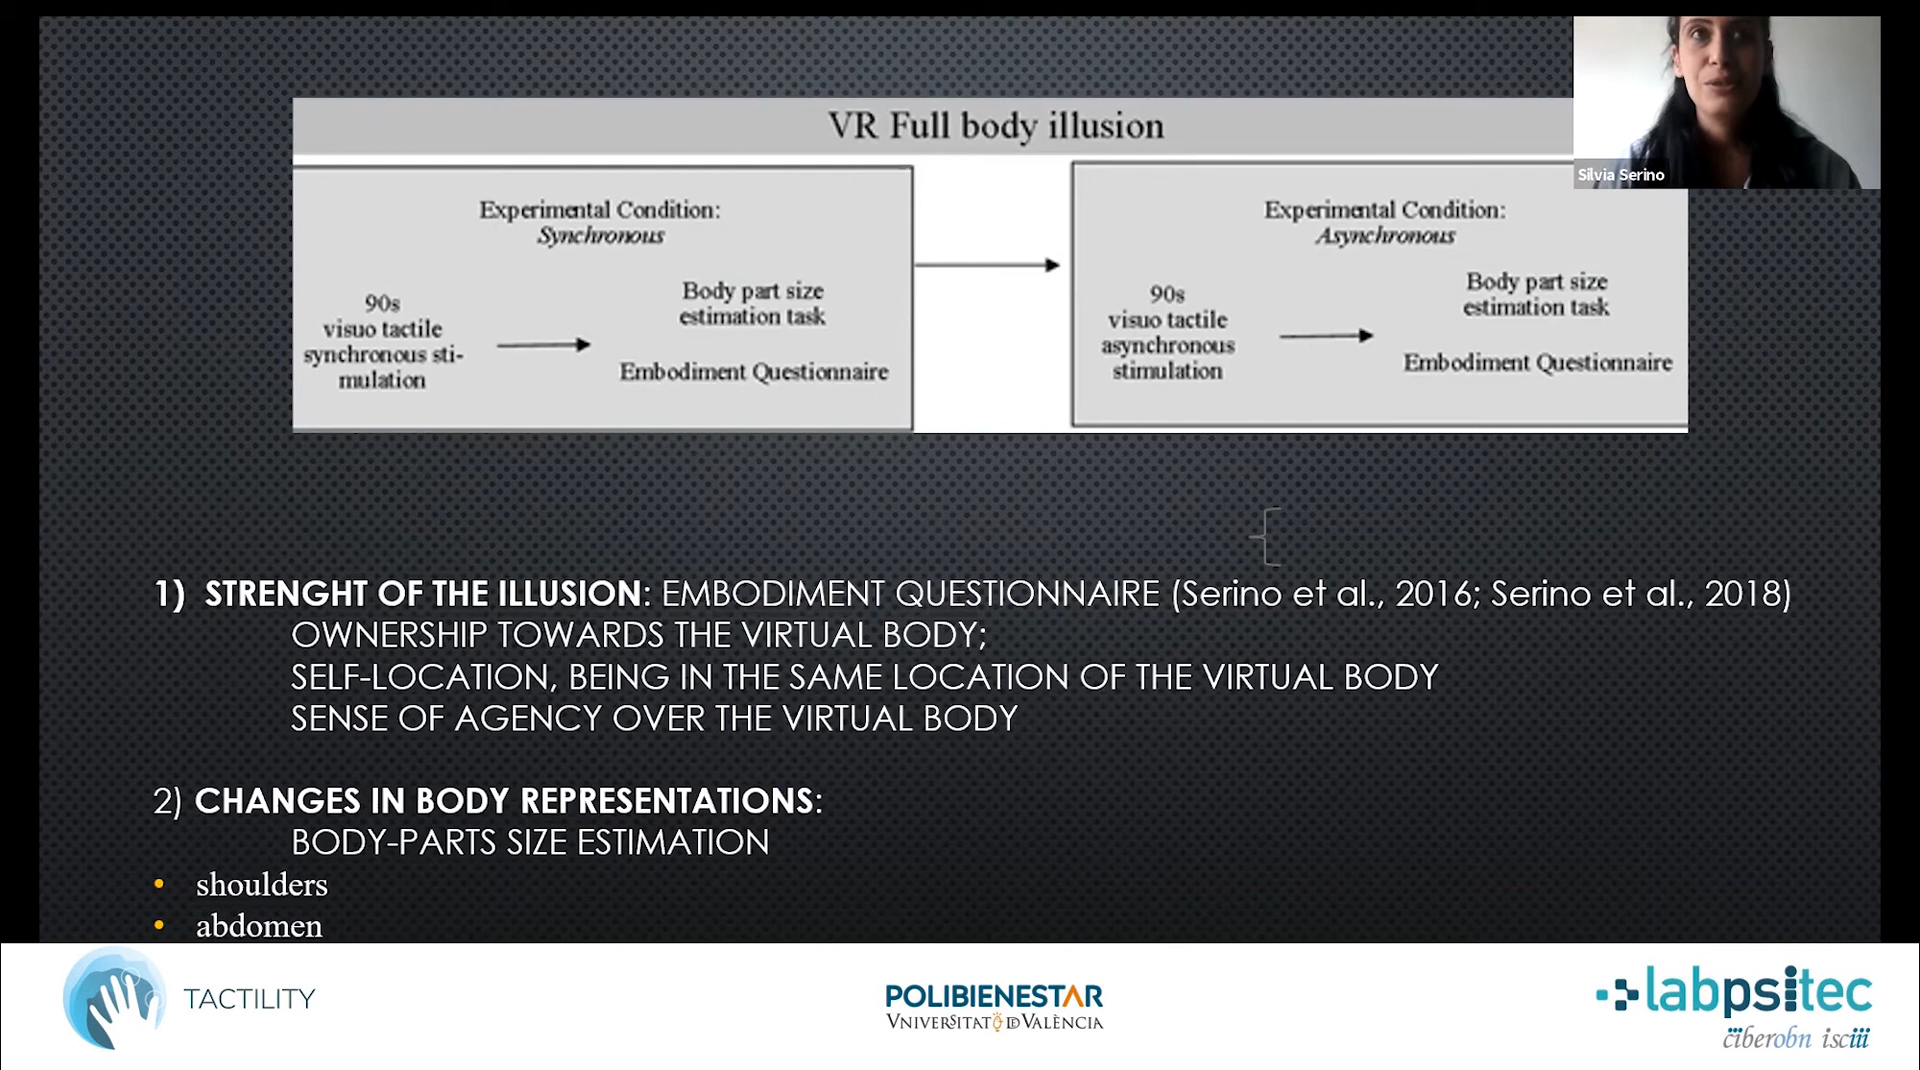 VR Full body illusion
Silvia Serino
Experimental Condition:
Synchronous
90s
visuo tactile
synchronous sti-
mulation
Body part size
estimation task
Embodiment Questionnaire
Experimental Condition:
Asynchronous
90s
visuo tactile
asynchronous
stimulation
Body part size
estimation task
Embodiment Questionnaire
1) STRENGHT OF THE ILLUSION: EMBODIMENT QUESTIONNAIRE (Serino et al., 2016; Serino et al., 2018)
OWNERSHIP TOWARDS THE VIRTUAL BODY;
SELF-LOCATION, BEING IN THE SAME LOCATION OF THE VIRTUAL BODY
SENSE OF AGENCY OVER THE VIRTUAL BODY
2) CHANGES IN BODY REPRESENTATIONS:
BODY-PARTS SIZE ESTIMATION
• shoulders
• abdomen
TACTILITY
POLIBIENESTAR
VNIVERSITAT DE VALÈNCIA
labpsitec
ciberobn isciii